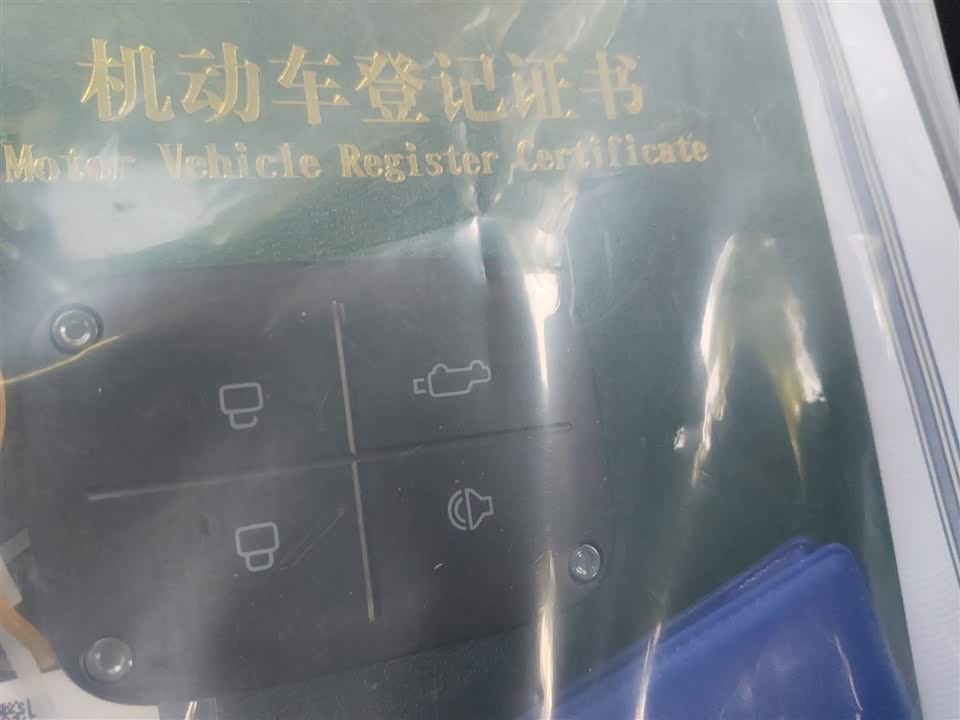 机动车登记证书
Motor Vehicle Register Certificate